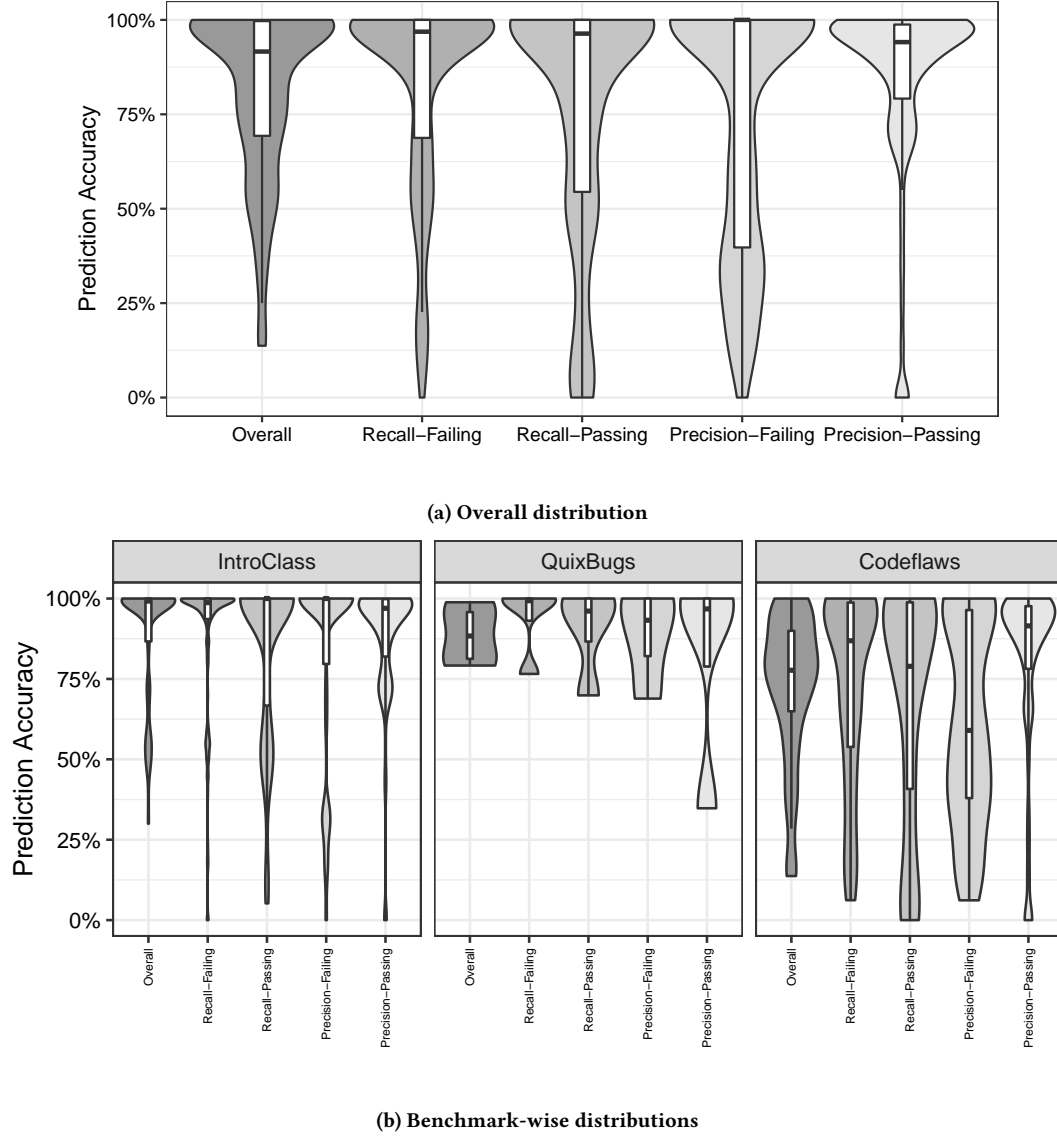 100%
75%
50%
25%
0%
Prediction Accuracy
Overall
Recall−Failing
Recall−Passing
Precision−Failing
Precision−Passing
(a) Overall distribution
IntroClass
QuixBugs
Codeflaws
100%
75%
50%
25%
0%
Prediction Accuracy
Overall
Recall−Failing
Recall−Passing
Precision−Failing
Precision−Passing
Overall
Recall−Failing
Recall−Passing
Precision−Failing
Precision−Passing
Overall
Recall−Failing
Recall−Passing
Precision−Failing
Precision−Passing
(b) Benchmark-wise distributions